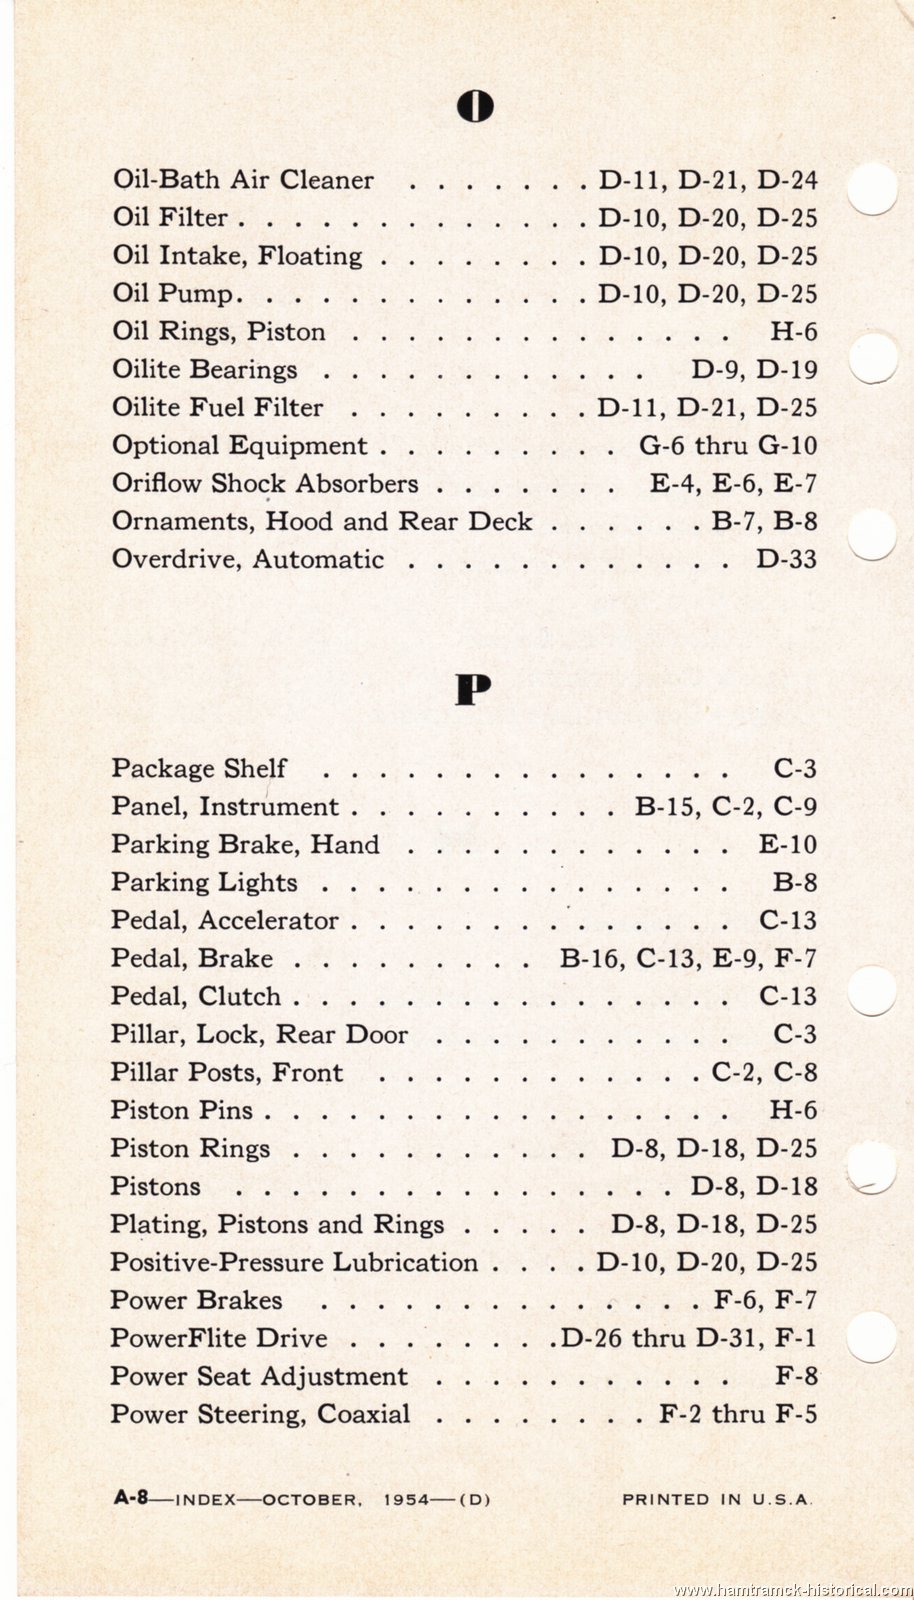 O
Oil-Bath Air Cleaner . . . . . . . D-11, D-21, D-24
Oil Filter . . . . . . . . . . . . . D-10, D-20, D-25
Oil Intake, Floating . . . . . . . . D-10, D-20, D-25
Oil Pump. . . . . . . . . . . . . D-10, D-20, D-25
Oil Rings, Piston . . . . . . . . . . . . . . H-6
Oilite Bearings . . . . . . . . . . . . D-9, D-19
Oilite Fuel Filter . . . . . . . . . D-11, D-21, D-25
Optional Equipment . . . . . . . . . G-6 thru G-10
Oriflow Shock Absorbers . . . . . . . E-4, E-6, E-7
Ornaments, Hood and Rear Deck . . . . . . B-7, B-8
Overdrive, Automatic . . . . . . . . . . . . D-33
P
Package Shelf . . . . . . . . . . . . . . . C-3
Panel, Instrument . . . . . . . . . . B-15, C-2, C-9
Parking Brake, Hand . . . . . . . . . . . . E-10
Parking Lights . . . . . . . . . . . . . . . B-8
Pedal, Accelerator . . . . . . . . . . . . . . C-13
Pedal, Brake . . . . . . . . . B-16, C-13, E-9, F-7
Pedal, Clutch . . . . . . . . . . . . . . . . C-13
Pillar, Lock, Rear Door . . . . . . . . . . . C-3
Pillar Posts, Front . . . . . . . . . . . . C-2, C-8
Piston Pins . . . . . . . . . . . . . . . . . H-6
Piston Rings . . . . . . . . . . . D-8, D-18, D-25
Pistons . . . . . . . . . . . . . . . . D-8, D-18
Plating, Pistons and Rings . . . . . D-8, D-18, D-25
Positive-Pressure Lubrication . . . . D-10, D-20, D-25
Power Brakes . . . . . . . . . . . . . . F-6, F-7
PowerFlite Drive . . . . . . . . D-26 thru D-31, F-1
Power Seat Adjustment . . . . . . . . . . . F-8
Power Steering, Coaxial . . . . . . . . F-2 thru F-5
A-8—INDEX—OCTOBER, 1954—(D) PRINTED IN U.S.A.
www.hamtramck-historical.com